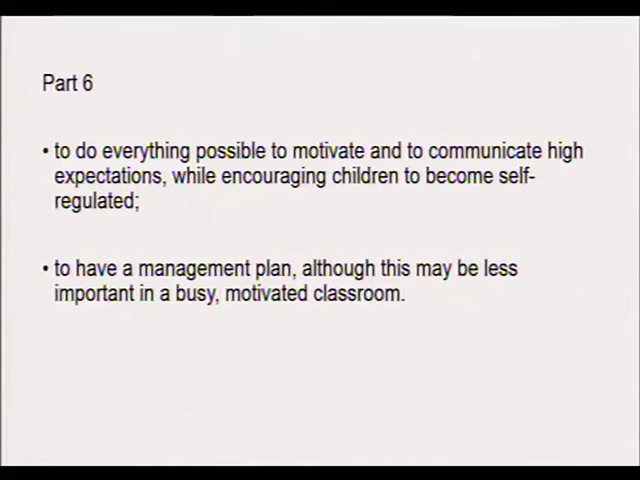 Part 6
• to do everything possible to motivate and to communicate high
expectations, while encouraging children to become self-
regulated;
• to have a management plan, although this may be less
important in a busy, motivated classroom.